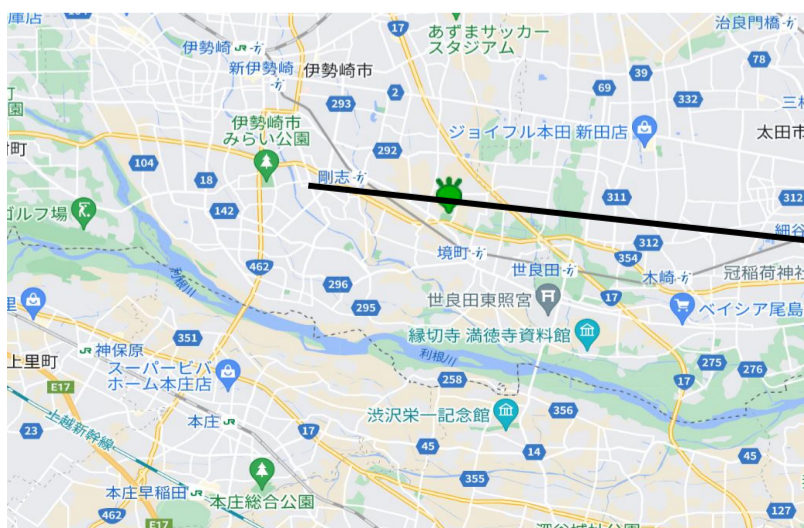 庫店
17
あずまサッカー
スタジアム
治良門橋
伊勢崎
新伊勢崎
伊勢崎市
78
39
2
69
293
332
三
園
伊勢崎市
みらい公園
ジョイフル本田 新田店
太田市
村町
104
292
18
剛志
311
312
142
ゴルフ場
細谷
312
境町
354
462
世良田
木崎
冠稲荷神社
利根川
296
17
295
世良田東照宮
ベイシア尾島
351
縁切寺 満徳寺資料館
神保原
上里町
スーパービバ
ホーム本庄店
利根川
275
276
258
17
E17
356
渋沢栄一記念館
23
上越新幹線
本庄
17
45
14
45
355
本庄早稲田
本庄総合公園
127
462
E17
深谷城址公園